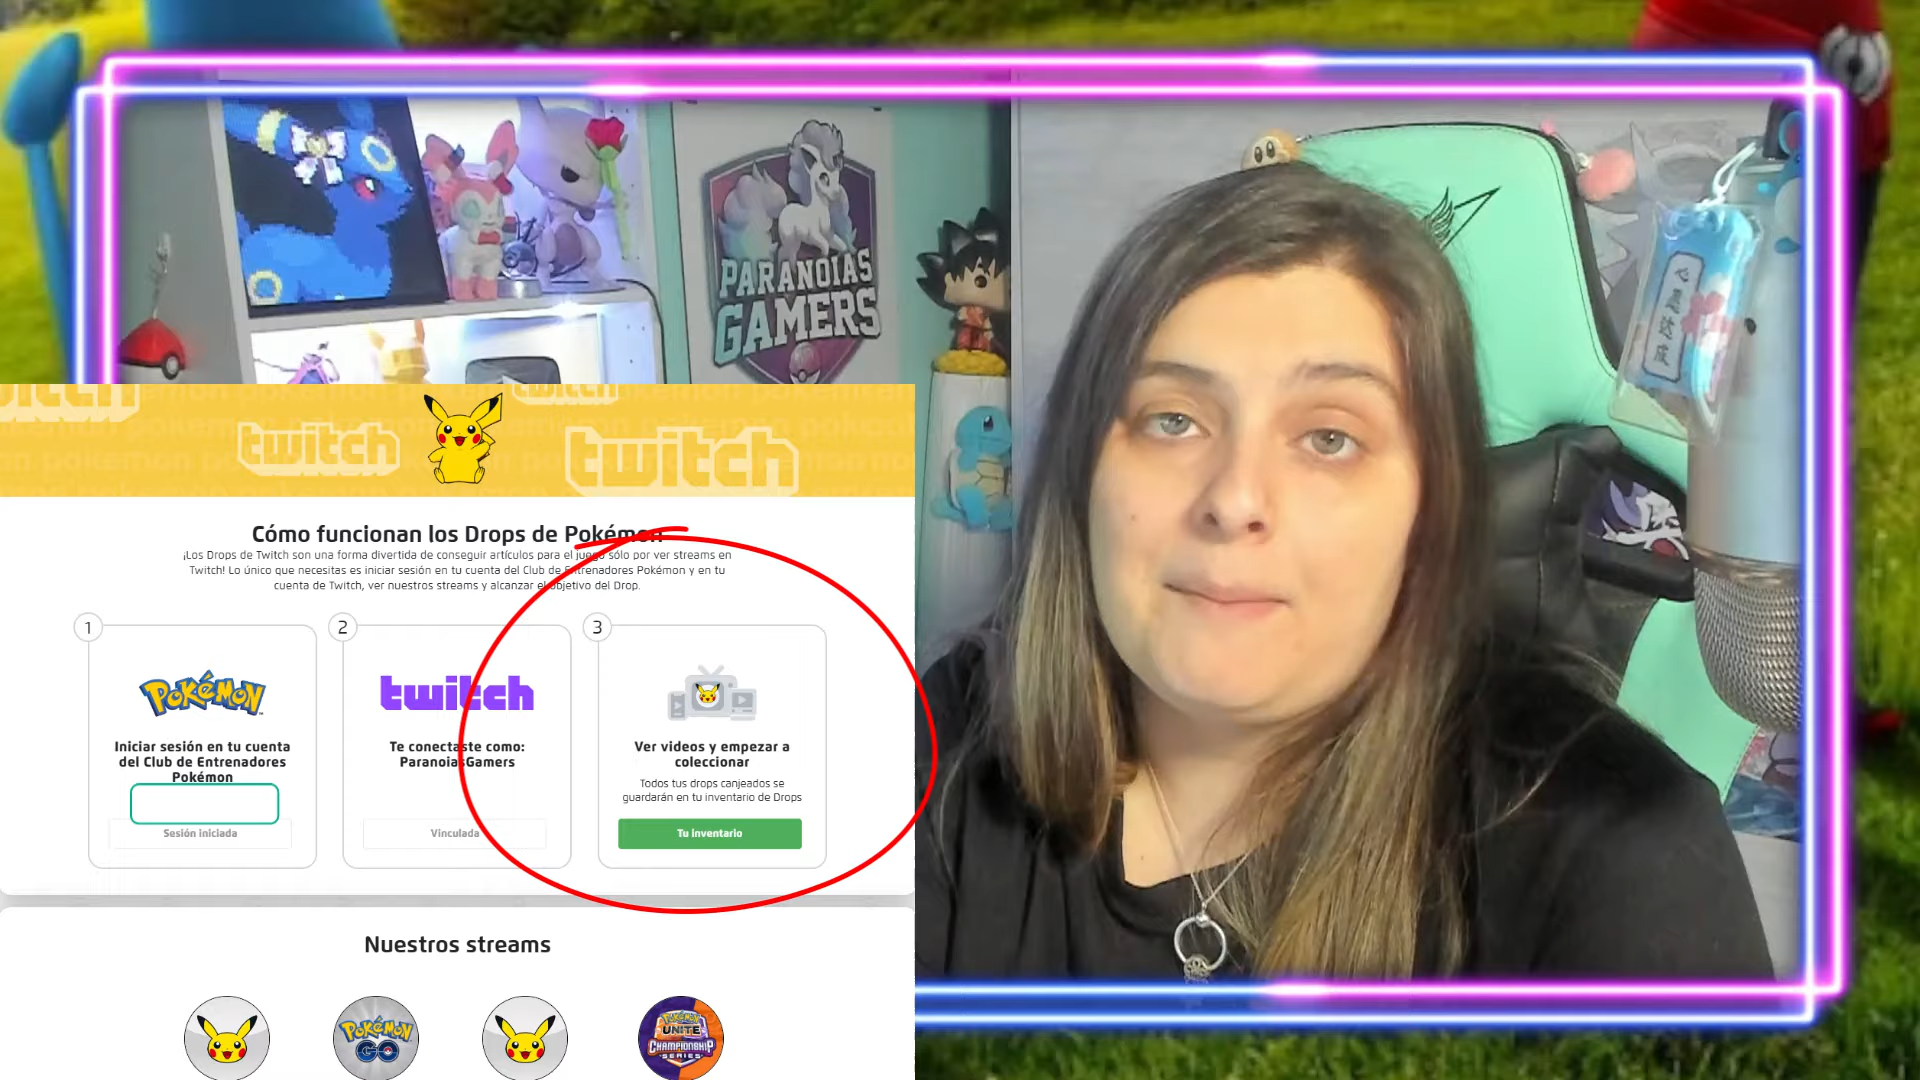 PARANOIAS
GAMERS
twitch
twitch
twitch
twitch
Cómo funcionan los Drops de Pokémon
¡Los Drops de Twitch son una forma divertida de conseguir artículos para el juego sólo por ver streams en
Twitch! Lo único que necesitas es iniciar sesión en tu cuenta del Club de Entrenadores Pokémon y en tu
cuenta de Twitch, ver nuestros streams y alcanzar el objetivo del Drop.
1
2
3
POKÉMON
twitch
Iniciar sesión en tu cuenta
del Club de Entrenadores
Pokémon
Te conectaste como:
ParanoiasGamers
Ver videos y empezar a
coleccionar
Todos tus drops canjeados se
guardarán en tu inventario de Drops
Sesión iniciada
Vinculada
Tu inventario
Nuestros streams
POKÉMON
GO
POKÉMON
UNITE
CHAMPIONSHIP
SERIES